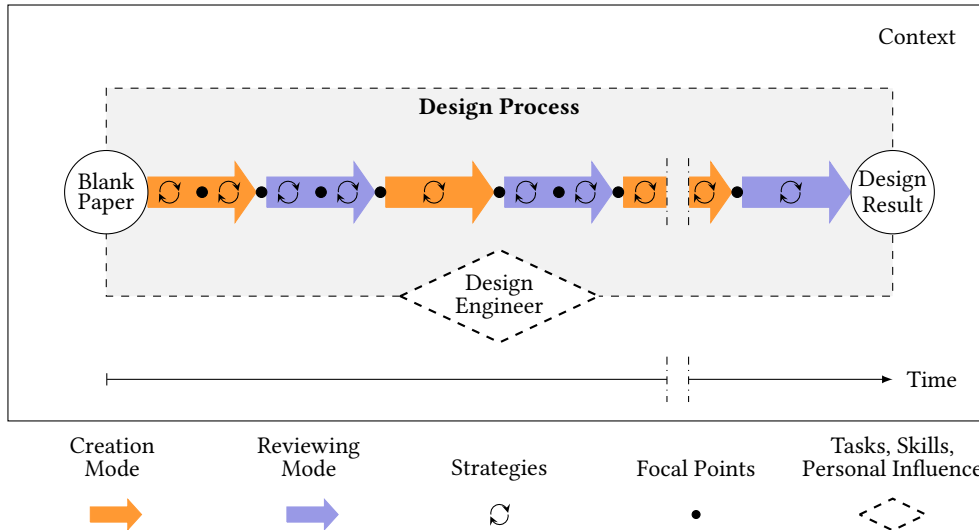 Context
Design Process
Blank
Paper
Design
Result
Design
Engineer
Time
Creation
Mode
Reviewing
Mode
Strategies
Focal Points
Tasks, Skills,
Personal Influence